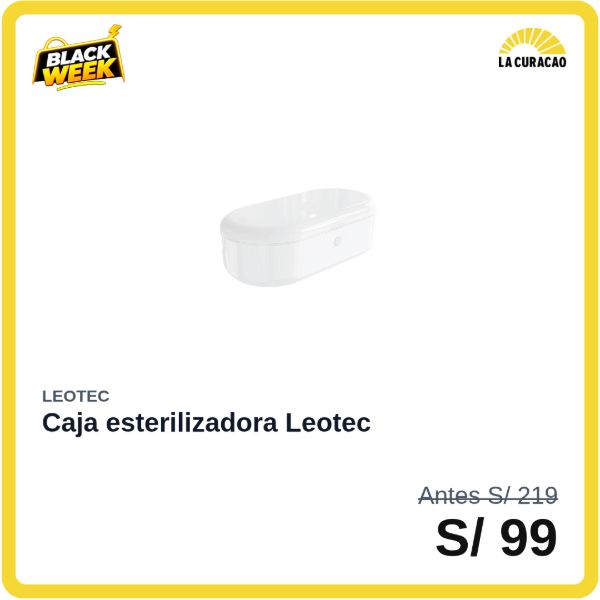 BLACK
WEEK
LA CURACAO
LEOTEC
Caja esterilizadora Leotec
Antes S/ 219
S/ 99